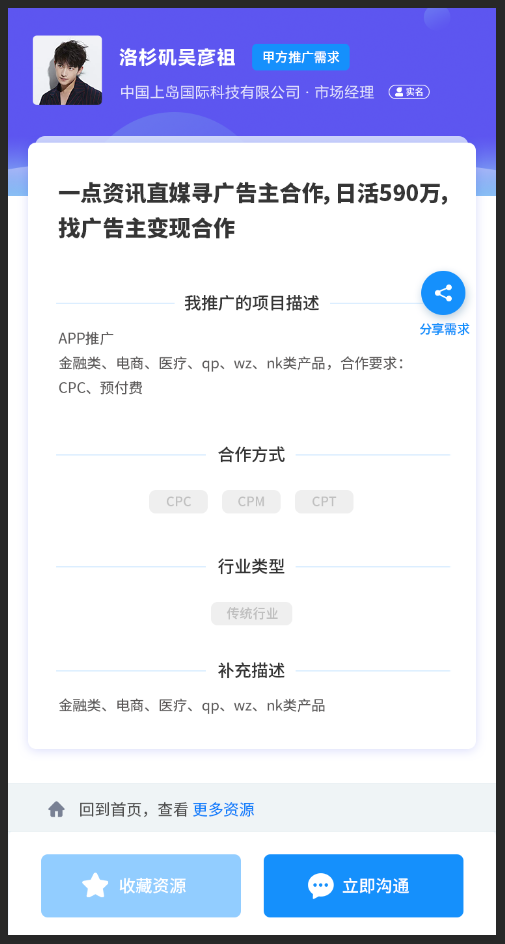 洛杉矶吴彦祖 甲方推广需求
中国上岛国际科技有限公司 · 市场经理 实名
一点资讯直媒寻广告主合作，日活590万，
找广告主变现合作
我推广的项目描述
分享需求
APP推广
金融类、电商、医疗、qp、wz、nk类产品，合作要求：
CPC、预付费
合作方式
CPC CPM CPT
行业类型
传统行业
补充描述
金融类、电商、医疗、qp、wz、nk类产品
回到首页，查看 更多资源
收藏资源 立即沟通